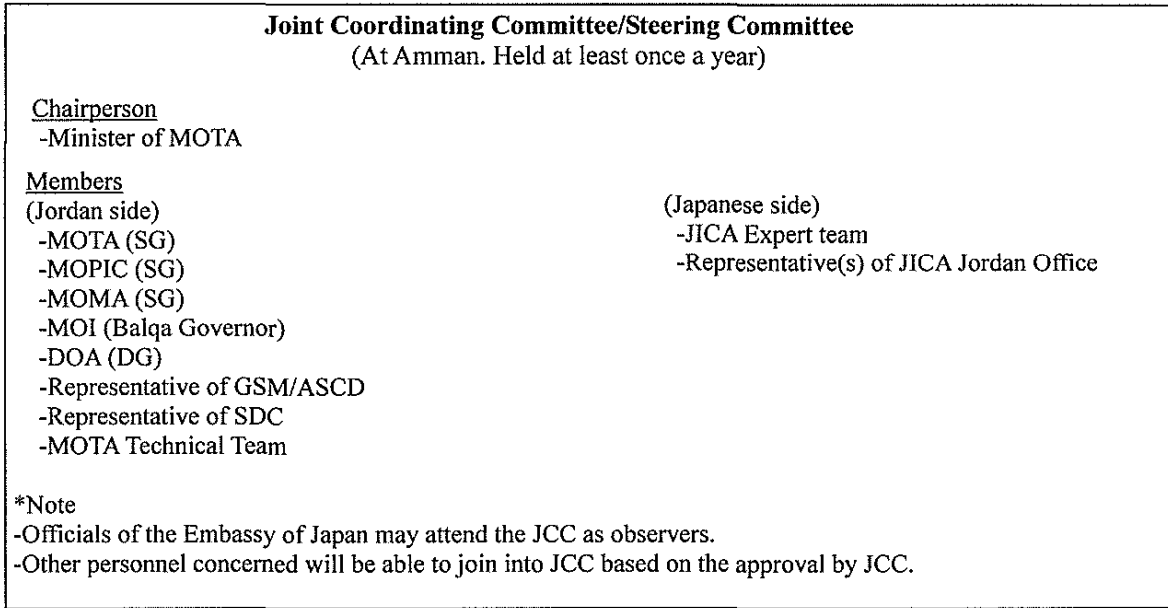 Joint Coordinating Committee/Steering Committee
(At Amman. Held at least once a year)
Chairperson
-Minister of MOTA
Members
(Jordan side)
-MOTA (SG)
-MOPIC (SG)
-MOMA (SG)
-MOI (Balqa Governor)
-DOA (DG)
-Representative of GSM/ASCD
-Representative of SDC
-MOTA Technical Team
(Japanese side)
-JICA Expert team
-Representative(s) of JICA Jordan Office
*Note
-Officials of the Embassy of Japan may attend the JCC as observers.
-Other personnel concerned will be able to join into JCC based on the approval by JCC.